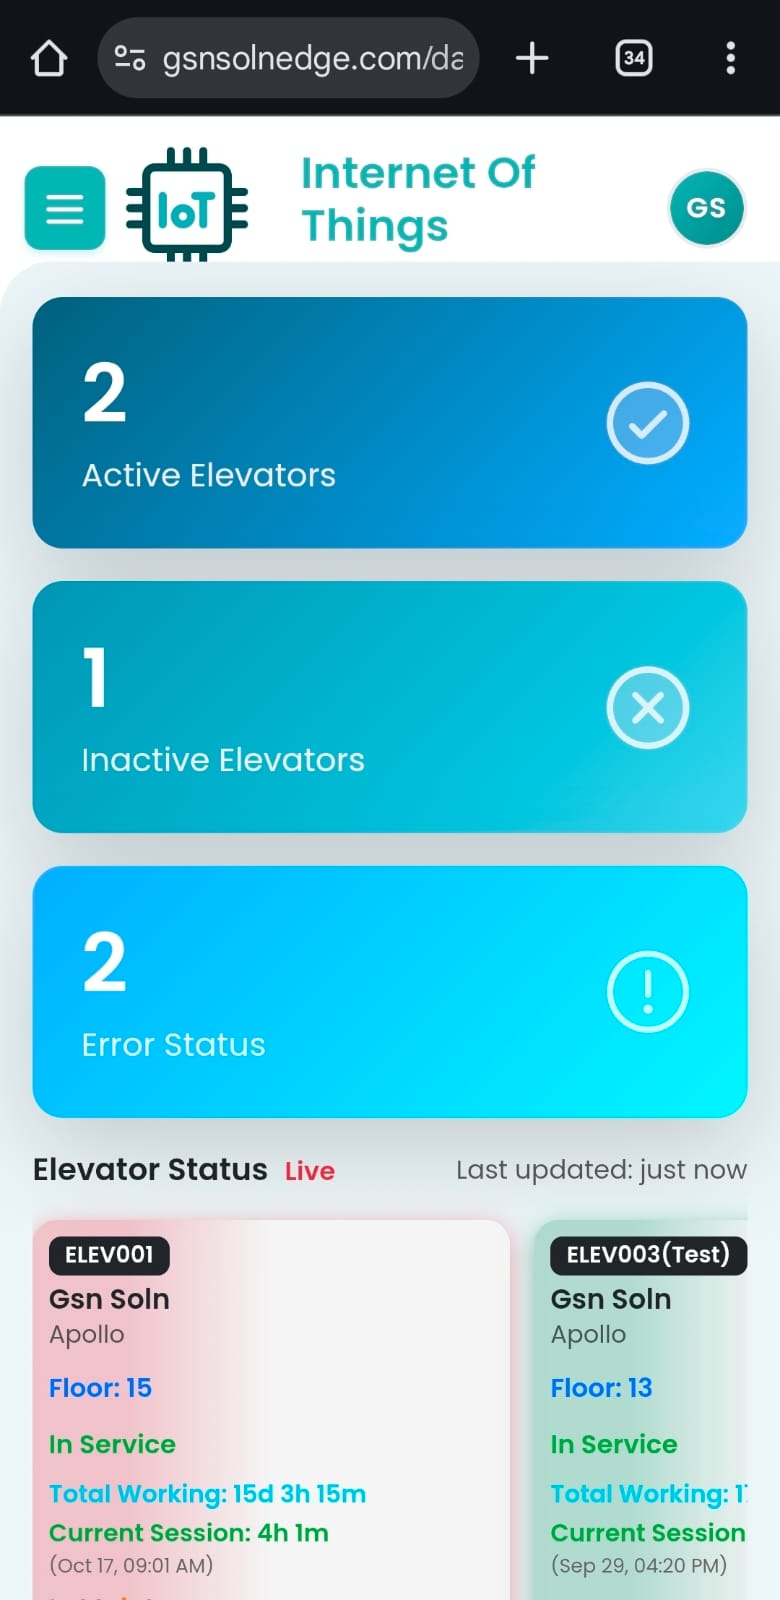 gsnsolnedge.com/da
34
IoT
Internet Of
Things
GS
2
Active Elevators
1
Inactive Elevators
2
Error Status
Elevator Status Live
Last updated: just now
ELEV001
Gsn Soln
Apollo
Floor: 15
In Service
Total Working: 15d 3h 15m
Current Session: 4h 1m
(Oct 17, 09:01 AM)
ELEV003(Test)
Gsn Soln
Apollo
Floor: 13
In Service
Total Working: 1
Current Session
(Sep 29, 04:20 PM)